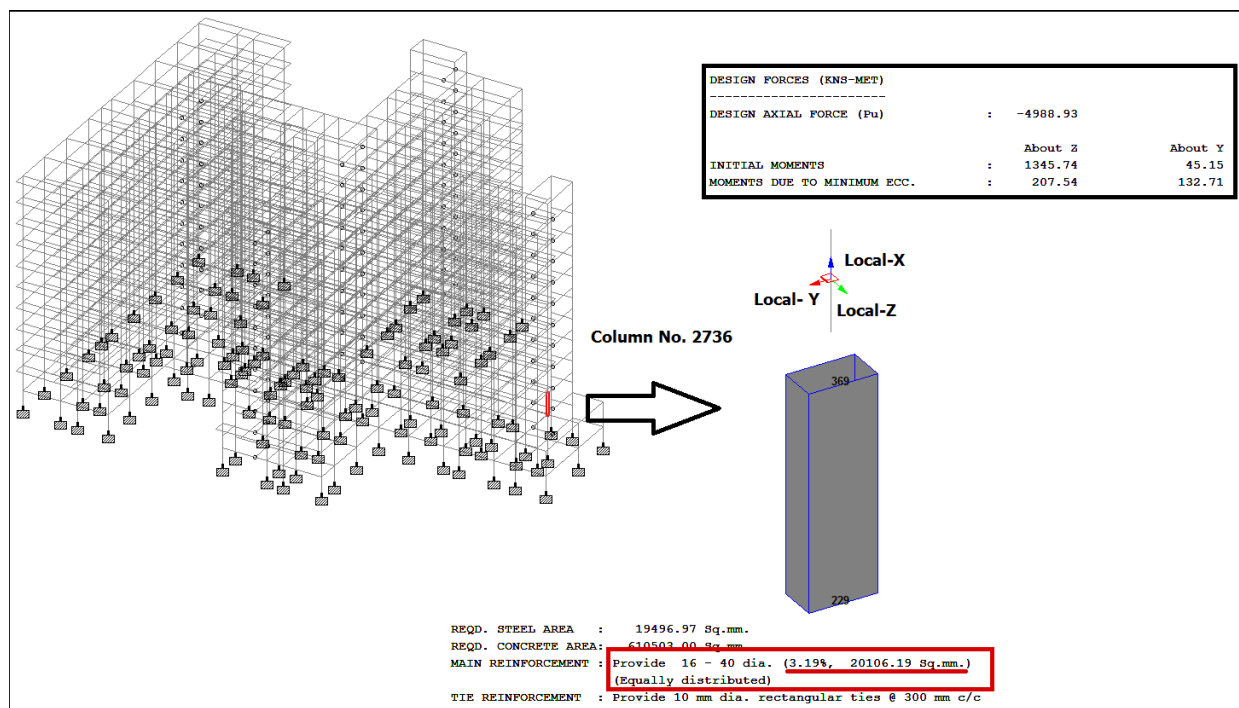 DESIGN FORCES (KNS-MET)
-----------------------
DESIGN AXIAL FORCE (Pu) : -4988.93
About Z About Y
INITIAL MOMENTS : 1345.74 45.15
MOMENTS DUE TO MINIMUM ECC. : 207.54 132.71
Local-X
Local- Y
Local-Z
Column No. 2736
369
229
REQD. STEEL AREA : 19496.97 Sq.mm.
REQD. CONCRETE AREA: 610503.00 Sq.mm
MAIN REINFORCEMENT : Provide 16 - 40 dia. (3.19%, 20106.19 Sq.mm.)
(Equally distributed)
TIE REINFORCEMENT : Provide 10 mm dia. rectangular ties @ 300 mm c/c